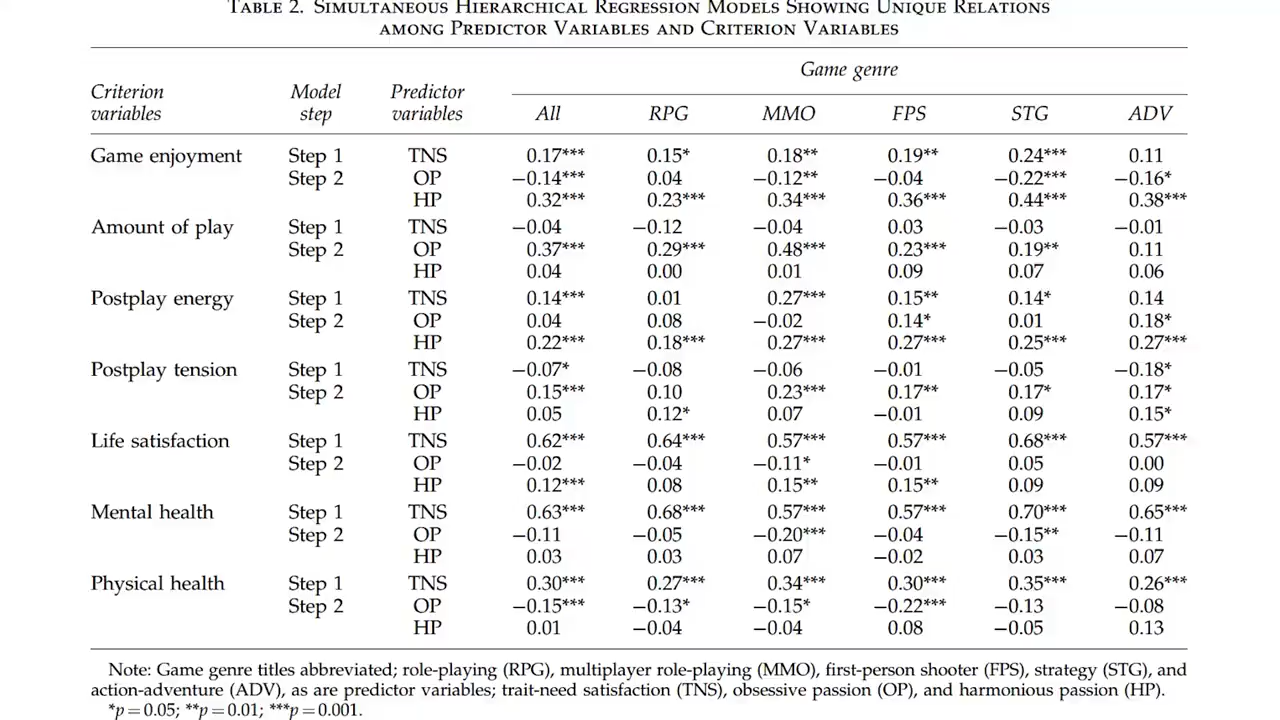 TABLE 2. SIMULTANEOUS HIERARCHICAL REGRESSION MODELS SHOWING UNIQUE RELATIONS
AMONG PREDICTOR VARIABLES AND CRITERION VARIABLES
Game genre
Criterion Model Predictor
variables step variables All RPG MMO FPS STG ADV
Game enjoyment Step 1 TNS 0.17*** 0.15* 0.18** 0.19** 0.24*** 0.11
Step 2 OP −0.14*** 0.04 −0.12** −0.04 −0.22*** −0.16*
HP 0.32*** 0.23*** 0.34*** 0.36*** 0.44*** 0.38***
Amount of play Step 1 TNS −0.04 −0.12 −0.04 0.03 −0.03 −0.01
Step 2 OP 0.37*** 0.29*** 0.48*** 0.23*** 0.19** 0.11
HP 0.04 0.00 0.01 0.09 0.07 0.06
Postplay energy Step 1 TNS 0.14*** 0.01 0.27*** 0.15** 0.14* 0.14
Step 2 OP 0.04 0.08 −0.02 0.14* 0.01 0.18*
HP 0.22*** 0.18*** 0.27*** 0.27*** 0.25*** 0.27***
Postplay tension Step 1 TNS −0.07* −0.08 −0.06 −0.01 −0.05 −0.18*
Step 2 OP 0.15*** 0.10 0.23*** 0.17** 0.17* 0.17*
HP 0.05 0.12* 0.07 −0.01 0.09 0.15*
Life satisfaction Step 1 TNS 0.62*** 0.64*** 0.57*** 0.57*** 0.68*** 0.57***
Step 2 OP −0.02 −0.04 −0.11* −0.01 0.05 0.00
HP 0.12*** 0.08 0.15** 0.15** 0.09 0.09
Mental health Step 1 TNS 0.63*** 0.68*** 0.57*** 0.57*** 0.70*** 0.65***
Step 2 OP −0.11 −0.05 −0.20*** −0.04 −0.15** −0.11
HP 0.03 0.03 0.07 −0.02 0.03 0.07
Physical health Step 1 TNS 0.30*** 0.27*** 0.34*** 0.30*** 0.35*** 0.26***
Step 2 OP −0.15*** −0.13* −0.15* −0.22*** −0.13 −0.08
HP 0.01 −0.04 −0.04 0.08 −0.05 0.13
Note: Game genre titles abbreviated; role-playing (RPG), multiplayer role-playing (MMO), first-person shooter (FPS), strategy (STG), and
action-adventure (ADV), as are predictor variables; trait-need satisfaction (TNS), obsessive passion (OP), and harmonious passion (HP).
*p = 0.05; **p = 0.01; ***p = 0.001.